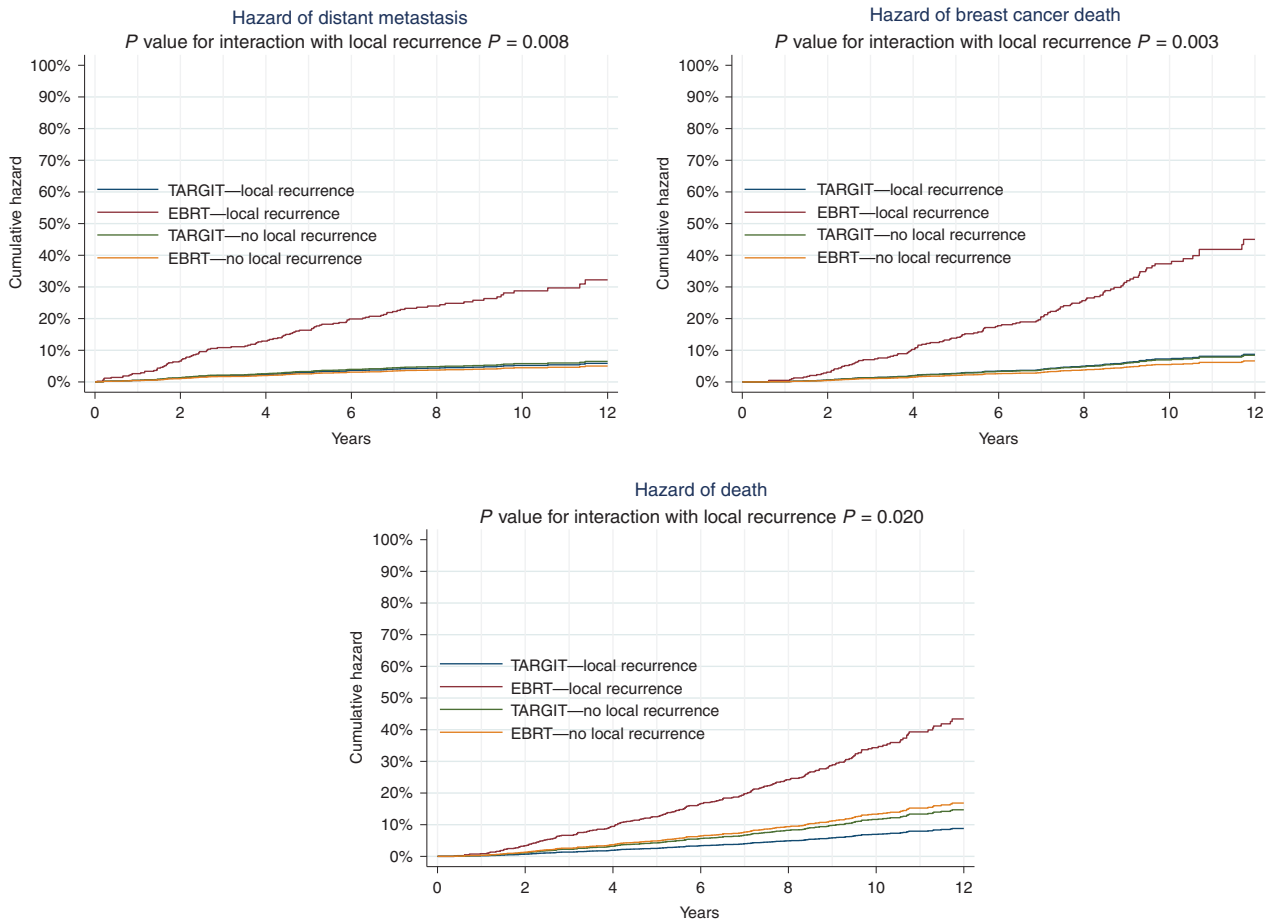 Hazard of distant metastasis
P value for interaction with local recurrence P = 0.008
100%
90%
80%
70%
60%
50%
40%
30%
20%
10%
0%
Cumulative hazard
TARGIT—local recurrence
EBRT—local recurrence
TARGIT—no local recurrence
EBRT—no local recurrence
0 2 4 6 8 10 12
Years
Hazard of breast cancer death
P value for interaction with local recurrence P = 0.003
100%
90%
80%
70%
60%
50%
40%
30%
20%
10%
0%
Cumulative hazard
TARGIT—local recurrence
EBRT—local recurrence
TARGIT—no local recurrence
EBRT—no local recurrence
0 2 4 6 8 10 12
Years
Hazard of death
P value for interaction with local recurrence P = 0.020
100%
90%
80%
70%
60%
50%
40%
30%
20%
10%
0%
Cumulative hazard
TARGIT—local recurrence
EBRT—local recurrence
TARGIT—no local recurrence
EBRT—no local recurrence
0 2 4 6 8 10 12
Years